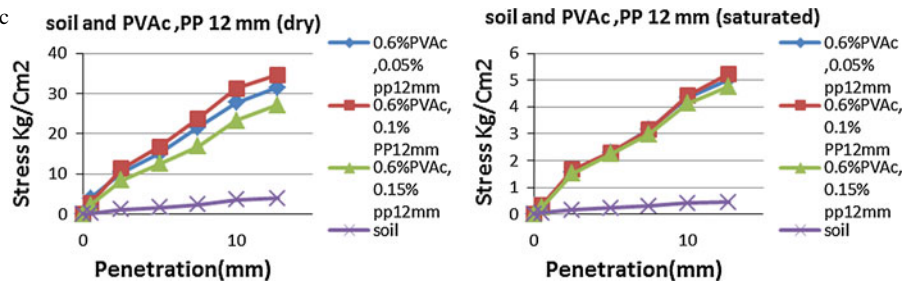 c
soil and PVAc ,PP 12 mm (dry)
Stress Kg/Cm2
40
30
20
10
0
0
10
Penetration(mm)
0.6%PVAc
,0.05%
pp12mm
0.6%PVAc,
0.1%
PP12mm
0.6%PVAc,
0.15%
pp12mm
soil
soil and PVAc ,PP 12 mm (saturated)
Stress Kg/Cm2
6
5
4
3
2
1
0
0
10
Penetration(mm)
0.6%PVAc
,0.05%
pp12mm
0.6%PVAc,
0.1%
PP12mm
0.6%PVAc,
0.15%
pp12mm
soil